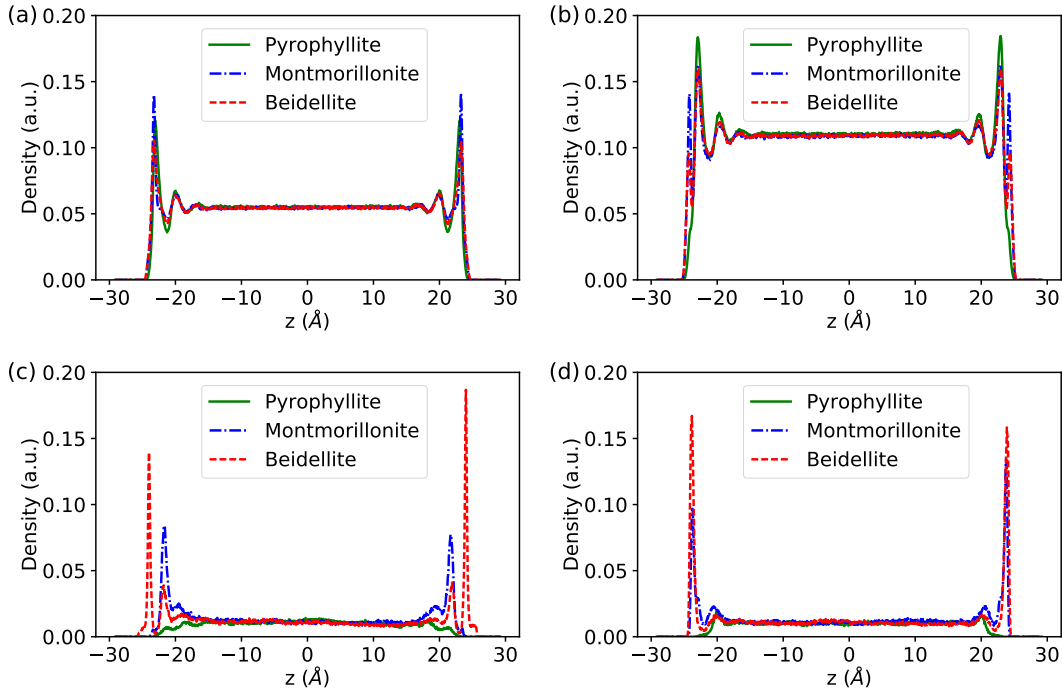 (a)
0.20
0.15
0.10
0.05
0.00
Density (a.u.)
Pyrophyllite
Montmorillonite
Beidellite
−30 −20 −10 0 10 20 30
z (Å)
(b)
0.20
0.15
0.10
0.05
0.00
Density (a.u.)
Pyrophyllite
Montmorillonite
Beidellite
−30 −20 −10 0 10 20 30
z (Å)
(c)
0.20
0.15
0.10
0.05
0.00
Density (a.u.)
Pyrophyllite
Montmorillonite
Beidellite
−30 −20 −10 0 10 20 30
z (Å)
(d)
0.20
0.15
0.10
0.05
0.00
Density (a.u.)
Pyrophyllite
Montmorillonite
Beidellite
−30 −20 −10 0 10 20 30
z (Å)